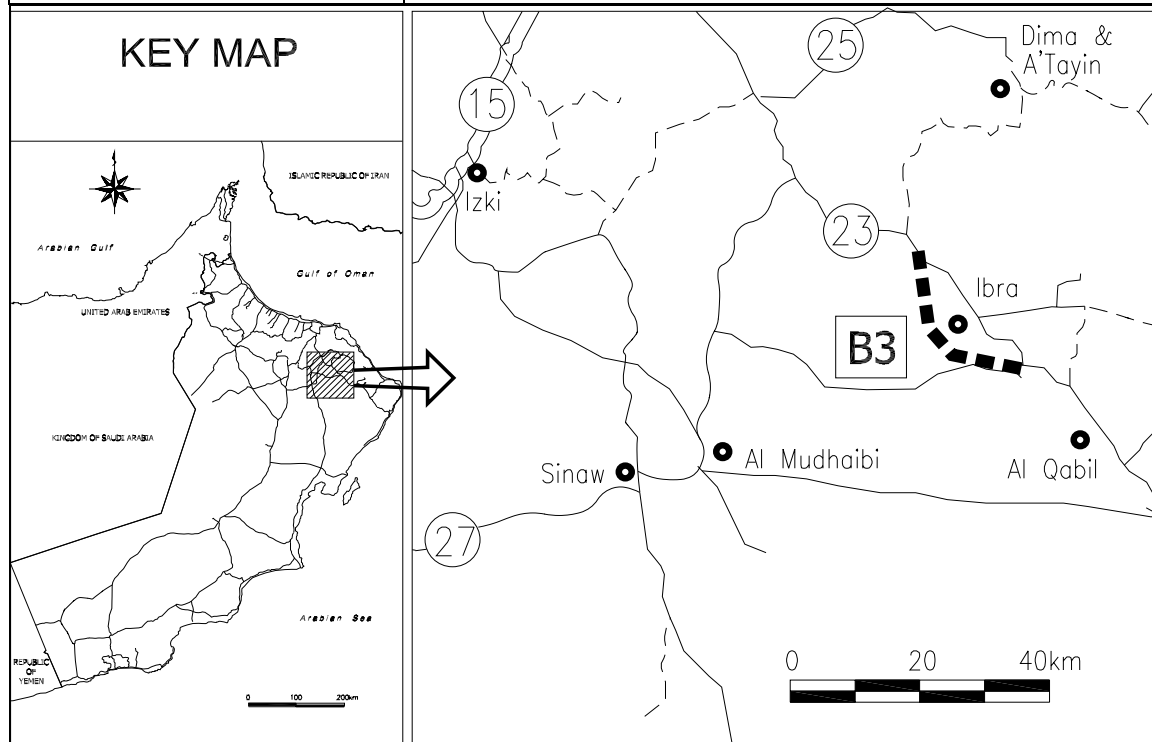 KEY MAP
ISLAMIC REPUBLIC OF IRAN
Arabian Gulf
Gulf of Oman
UNITED ARAB EMIRATES
KINGDOM OF SAUDI ARABIA
Arabian Sea
REPUBLIC
OF
YEMEN
0 100 200km
25
Dima &
A'Tayin
15
Izki
23
Ibra
B3
Sinaw
Al Mudhaibi
Al Qabil
27
0 20 40km